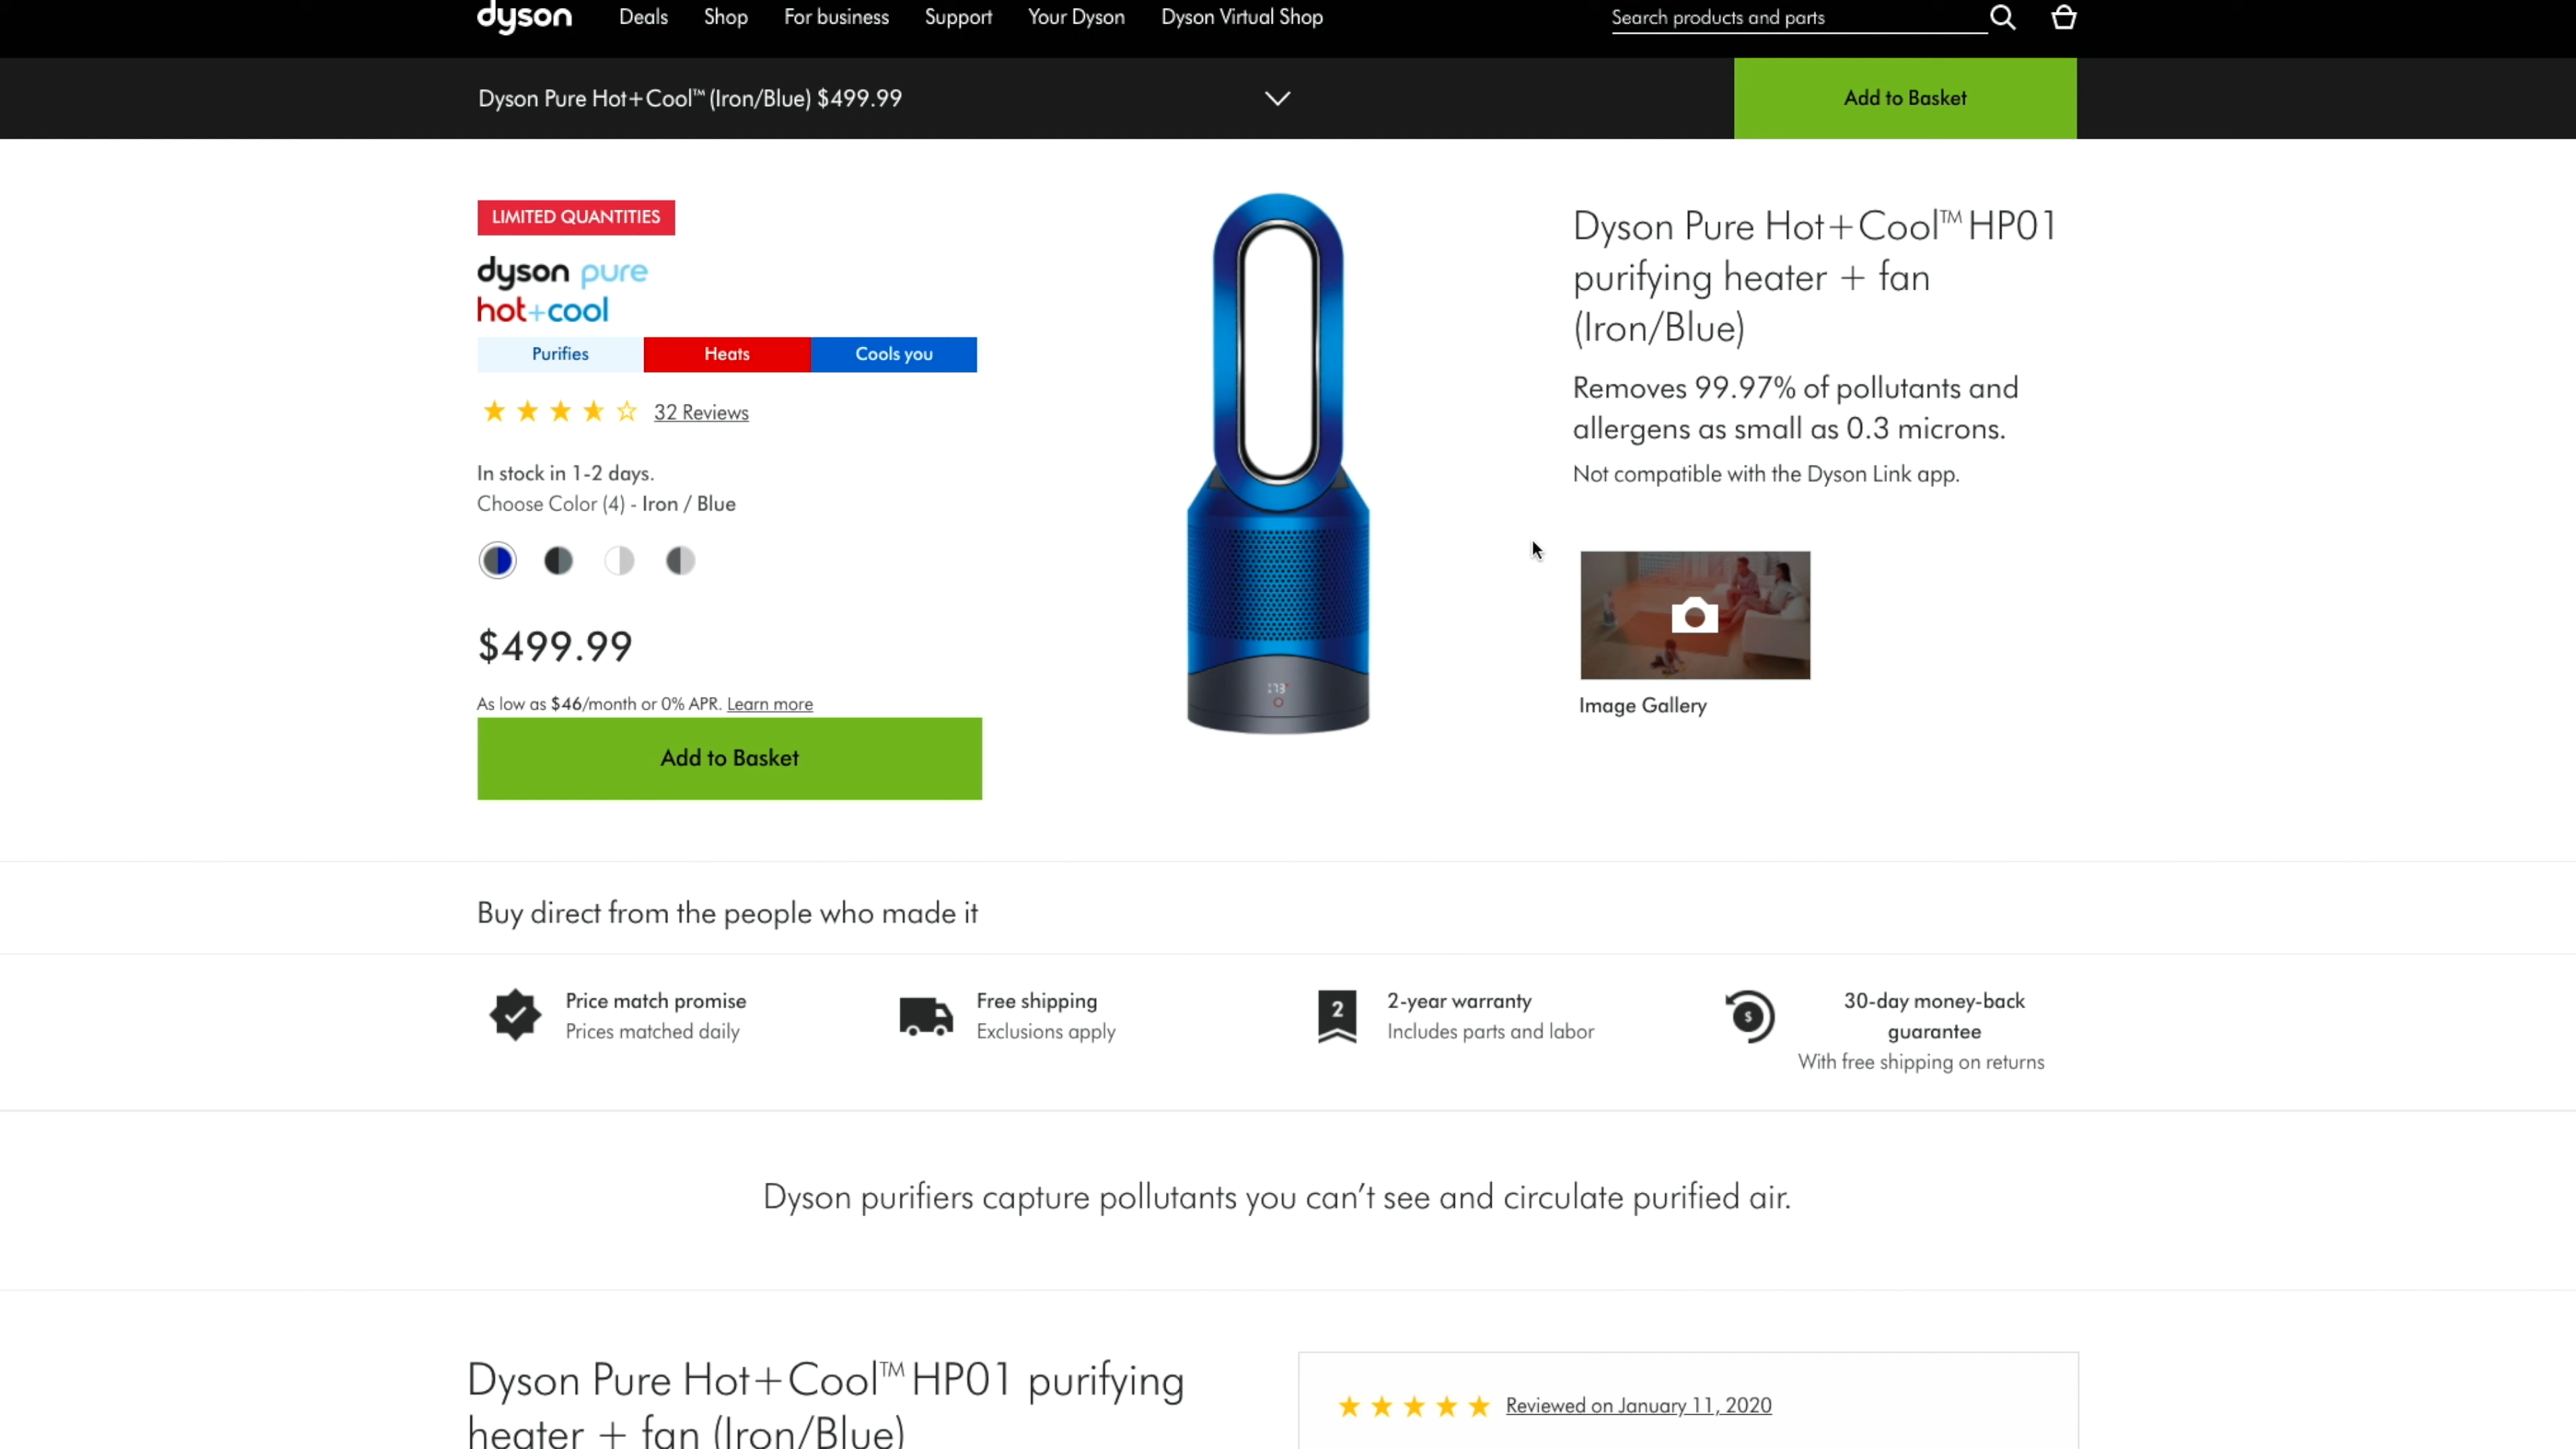 dyson
Deals
Shop
For business
Support
Your Dyson
Dyson Virtual Shop
Search products and parts
Dyson Pure Hot+Cool™ (Iron/Blue) $499.99
Add to Basket
LIMITED QUANTITIES
dyson pure
hot+cool
Purifies
Heats
Cools you
32 Reviews
In stock in 1-2 days.
Choose Color (4) - Iron / Blue
$499.99
As low as $46/month or 0% APR. Learn more
Add to Basket
Dyson Pure Hot+Cool™ HP01
purifying heater + fan
(Iron/Blue)
Removes 99.97% of pollutants and
allergens as small as 0.3 microns.
Not compatible with the Dyson Link app.
Image Gallery
Buy direct from the people who made it
Price match promise
Prices matched daily
Free shipping
Exclusions apply
2
2-year warranty
Includes parts and labor
$
30-day money-back
guarantee
With free shipping on returns
Dyson purifiers capture pollutants you can't see and circulate purified air.
Dyson Pure Hot+Cool™ HP01 purifying
heater + fan (Iron/Blue)
Reviewed on January 11, 2020